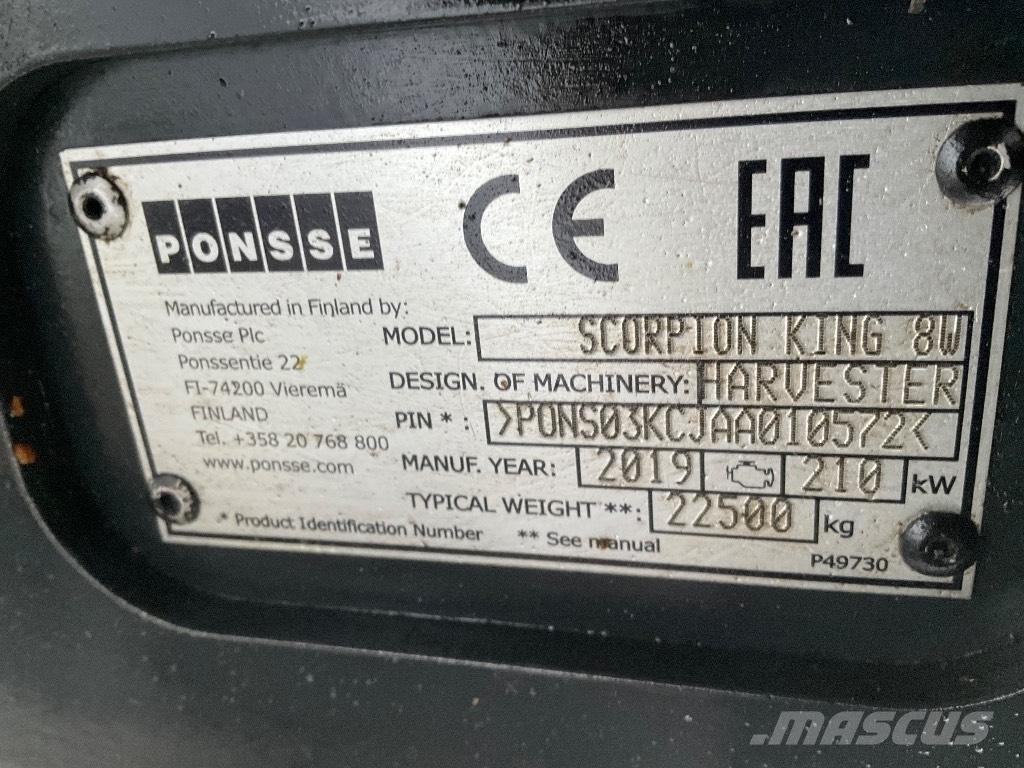 PONSSE CE EAC
Manufactured in Finland by:
Ponsse Plc
Ponssentie 22
FI-74200 Vieremä
FINLAND
Tel. +358 20 768 800
www.ponsse.com
MODEL: SCORPION KING 8W
DESIGN. OF MACHINERY: HARVESTER
PIN * : >PONS03KCJAA010572<
MANUF. YEAR: 2019 210 kW
TYPICAL WEIGHT **: 22500 kg
* Product Identification Number ** See manual
P49730
MASCUS